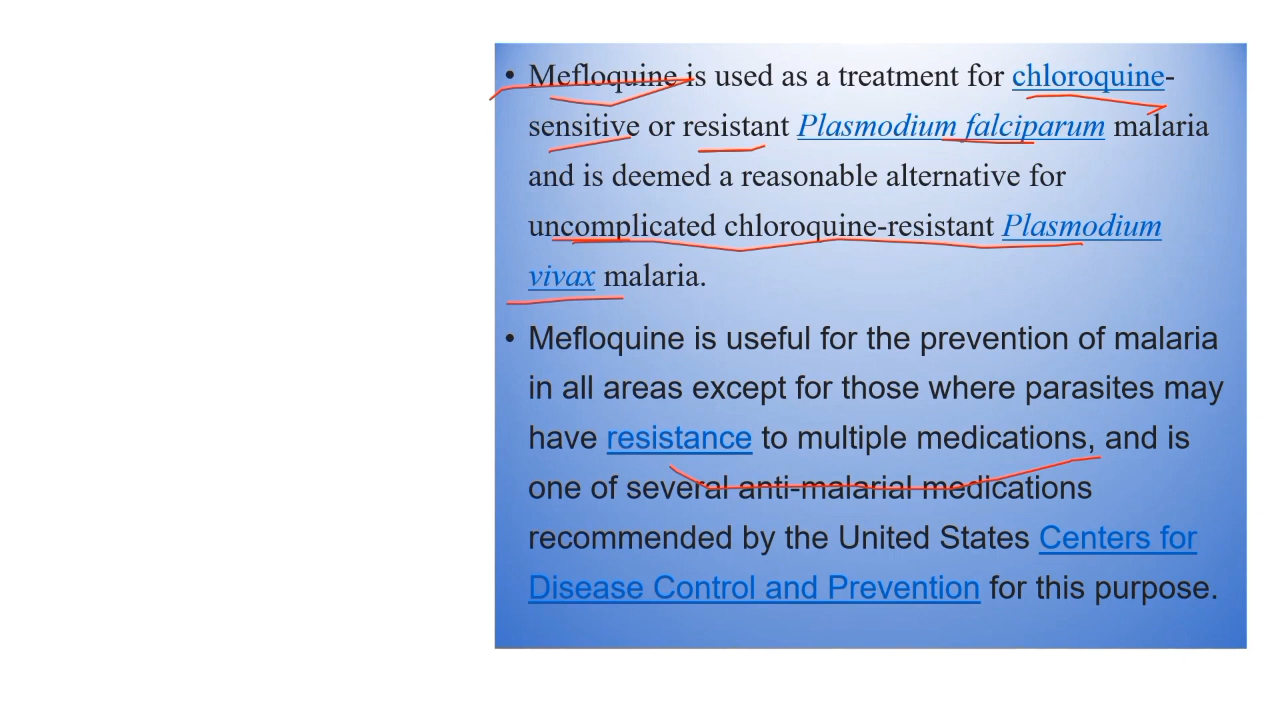 • Mefloquine is used as a treatment for chloroquine-
sensitive or resistant Plasmodium falciparum malaria
and is deemed a reasonable alternative for
uncomplicated chloroquine-resistant Plasmodium
vivax malaria.
• Mefloquine is useful for the prevention of malaria
in all areas except for those where parasites may
have resistance to multiple medications, and is
one of several anti-malarial medications
recommended by the United States Centers for
Disease Control and Prevention for this purpose.